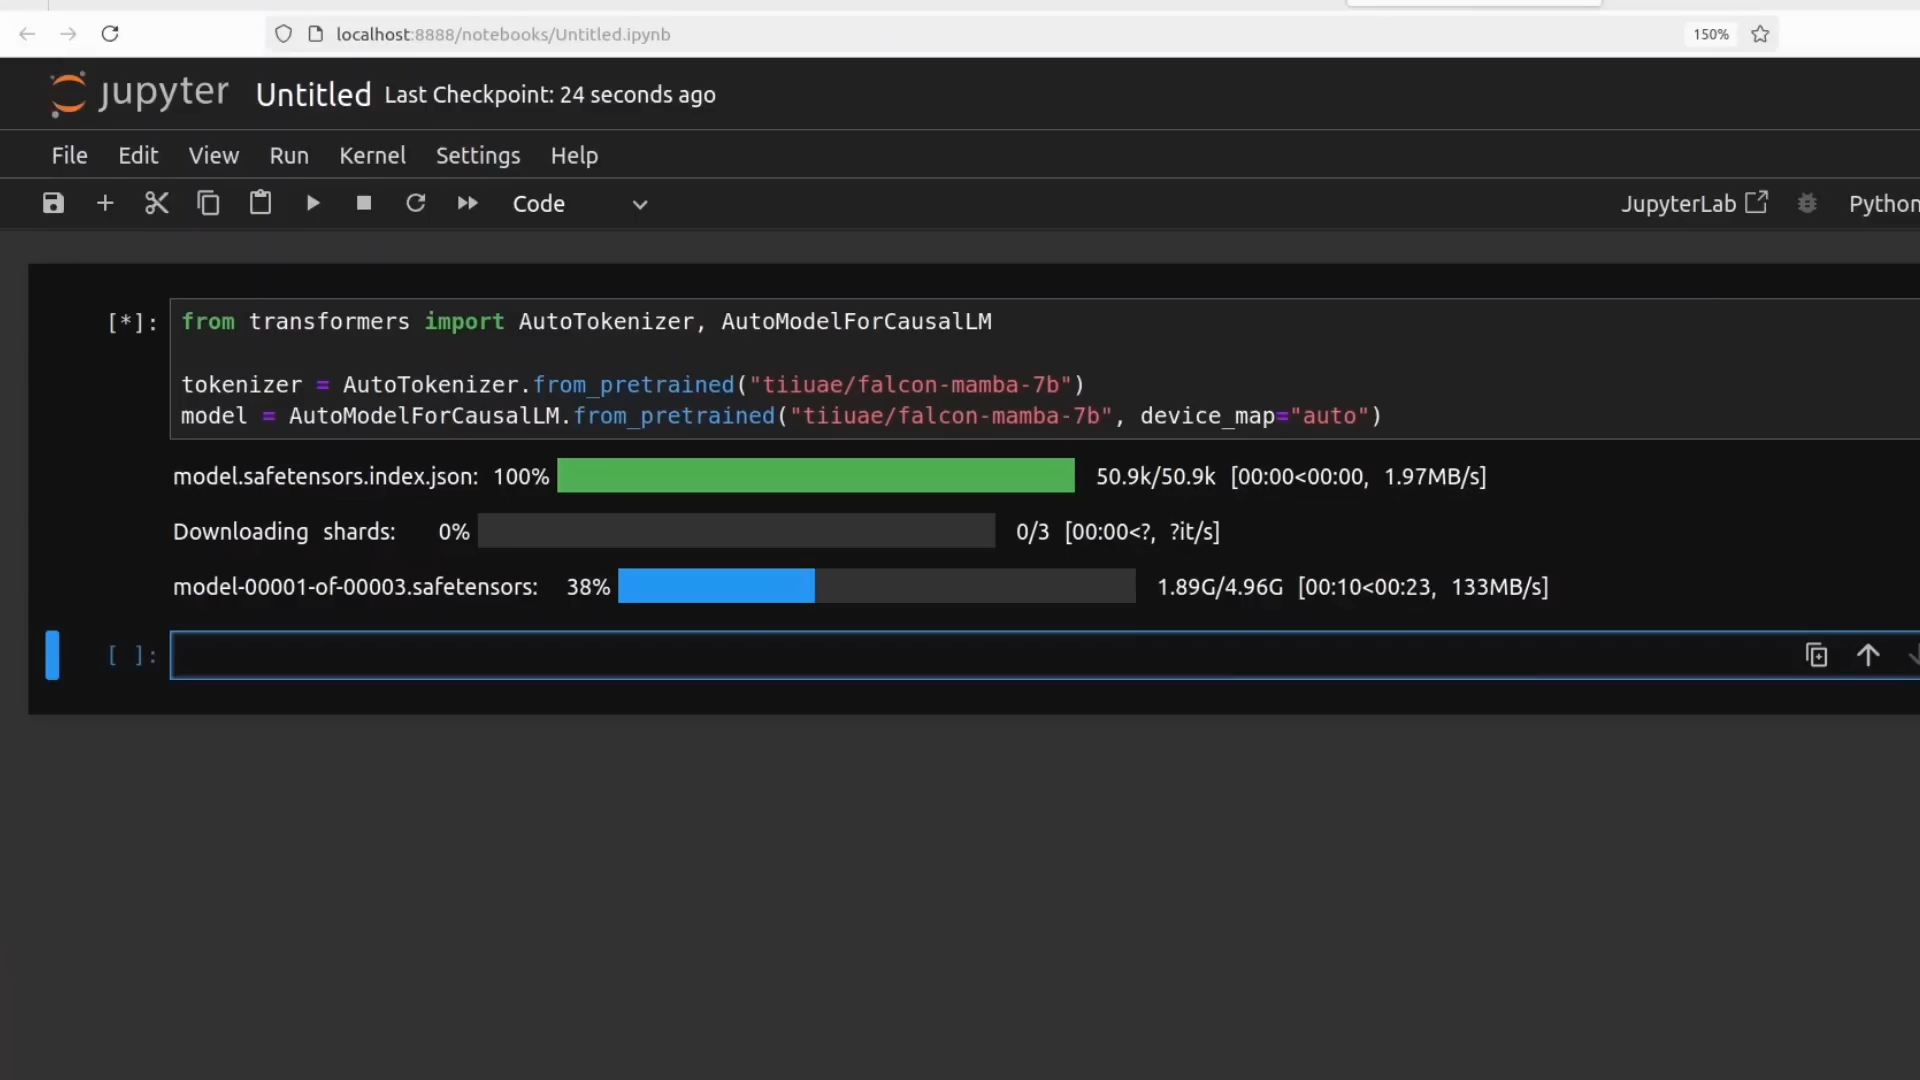 localhost:8888/notebooks/Untitled.ipynb
150%
jupyter Untitled Last Checkpoint: 24 seconds ago
File Edit View Run Kernel Settings Help
Code JupyterLab Python
[*]: from transformers import AutoTokenizer, AutoModelForCausalLM
tokenizer = AutoTokenizer.from_pretrained("tiiuae/falcon-mamba-7b")
model = AutoModelForCausalLM.from_pretrained("tiiuae/falcon-mamba-7b", device_map="auto")
model.safetensors.index.json: 100% 50.9k/50.9k [00:00<00:00, 1.97MB/s]
Downloading shards: 0% 0/3 [00:00<?, ?it/s]
model-00001-of-00003.safetensors: 38% 1.89G/4.96G [00:10<00:23, 133MB/s]
[ ]: